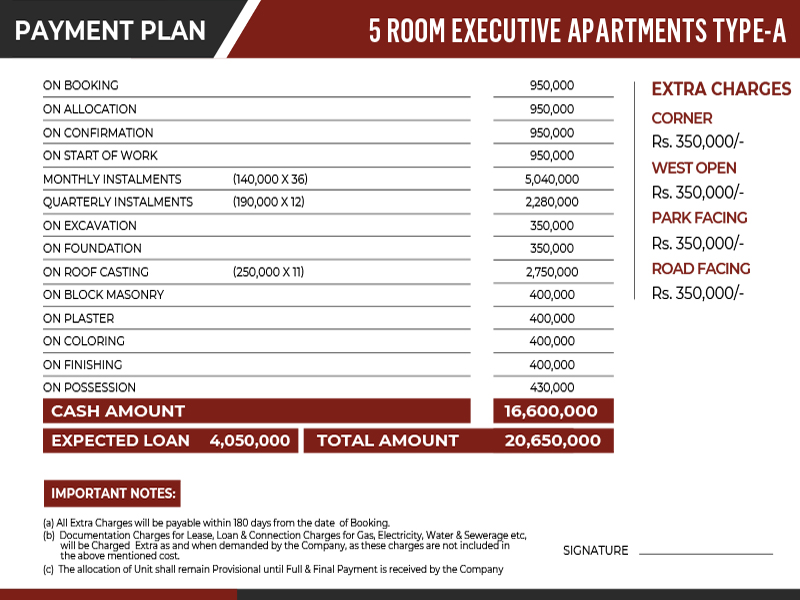 PAYMENT PLAN
5 ROOM EXECUTIVE APARTMENTS TYPE-A
ON BOOKING 950,000
ON ALLOCATION 950,000
ON CONFIRMATION 950,000
ON START OF WORK 950,000
MONTHLY INSTALMENTS (140,000 X 36) 5,040,000
QUARTERLY INSTALMENTS (190,000 X 12) 2,280,000
ON EXCAVATION 350,000
ON FOUNDATION 350,000
ON ROOF CASTING (250,000 X 11) 2,750,000
ON BLOCK MASONRY 400,000
ON PLASTER 400,000
ON COLORING 400,000
ON FINISHING 400,000
ON POSSESSION 430,000
CASH AMOUNT 16,600,000
EXPECTED LOAN 4,050,000 TOTAL AMOUNT 20,650,000
EXTRA CHARGES
CORNER
Rs. 350,000/-
WEST OPEN
Rs. 350,000/-
PARK FACING
Rs. 350,000/-
ROAD FACING
Rs. 350,000/-
IMPORTANT NOTES:
(a) All Extra Charges will be payable within 180 days from the date of Booking.
(b) Documentation Charges for Lease, Loan & Connection Charges for Gas, Electricity, Water & Sewerage etc,
will be Charged Extra as and when demanded by the Company, as these charges are not included in
the above mentioned cost.
(c) The allocation of Unit shall remain Provisional until Full & Final Payment is received by the Company
SIGNATURE